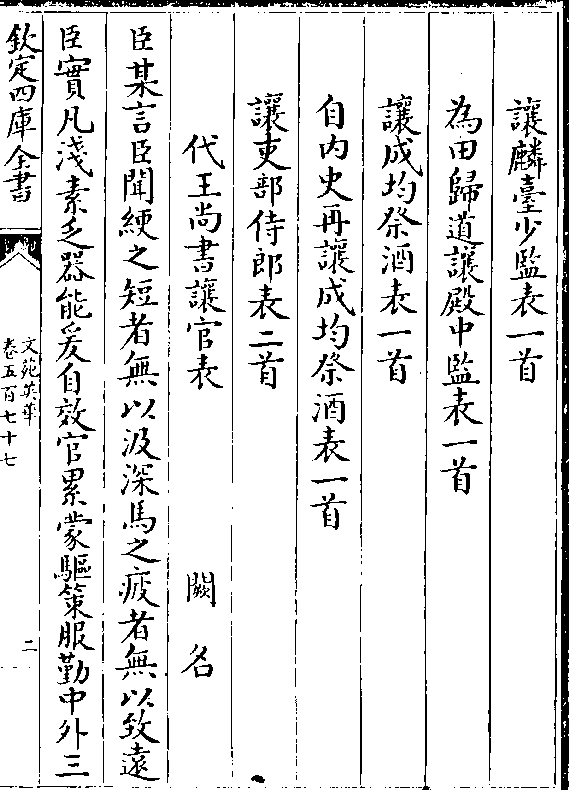 讓麟臺少監表一首
為田歸道讓殿中監表一首
讓成均祭酒表一首
自内史再讓成均祭酒表一首
讓吏部侍郎表二首
代王尚書讓官表　闕名
臣某言臣聞綆之短者無以汲深馬之疲者無以致遠
臣實凡淺素乏器能爰自效官累蒙驅策服勤中外三
欽定四庫全書
文苑英華
卷五百七十七
二